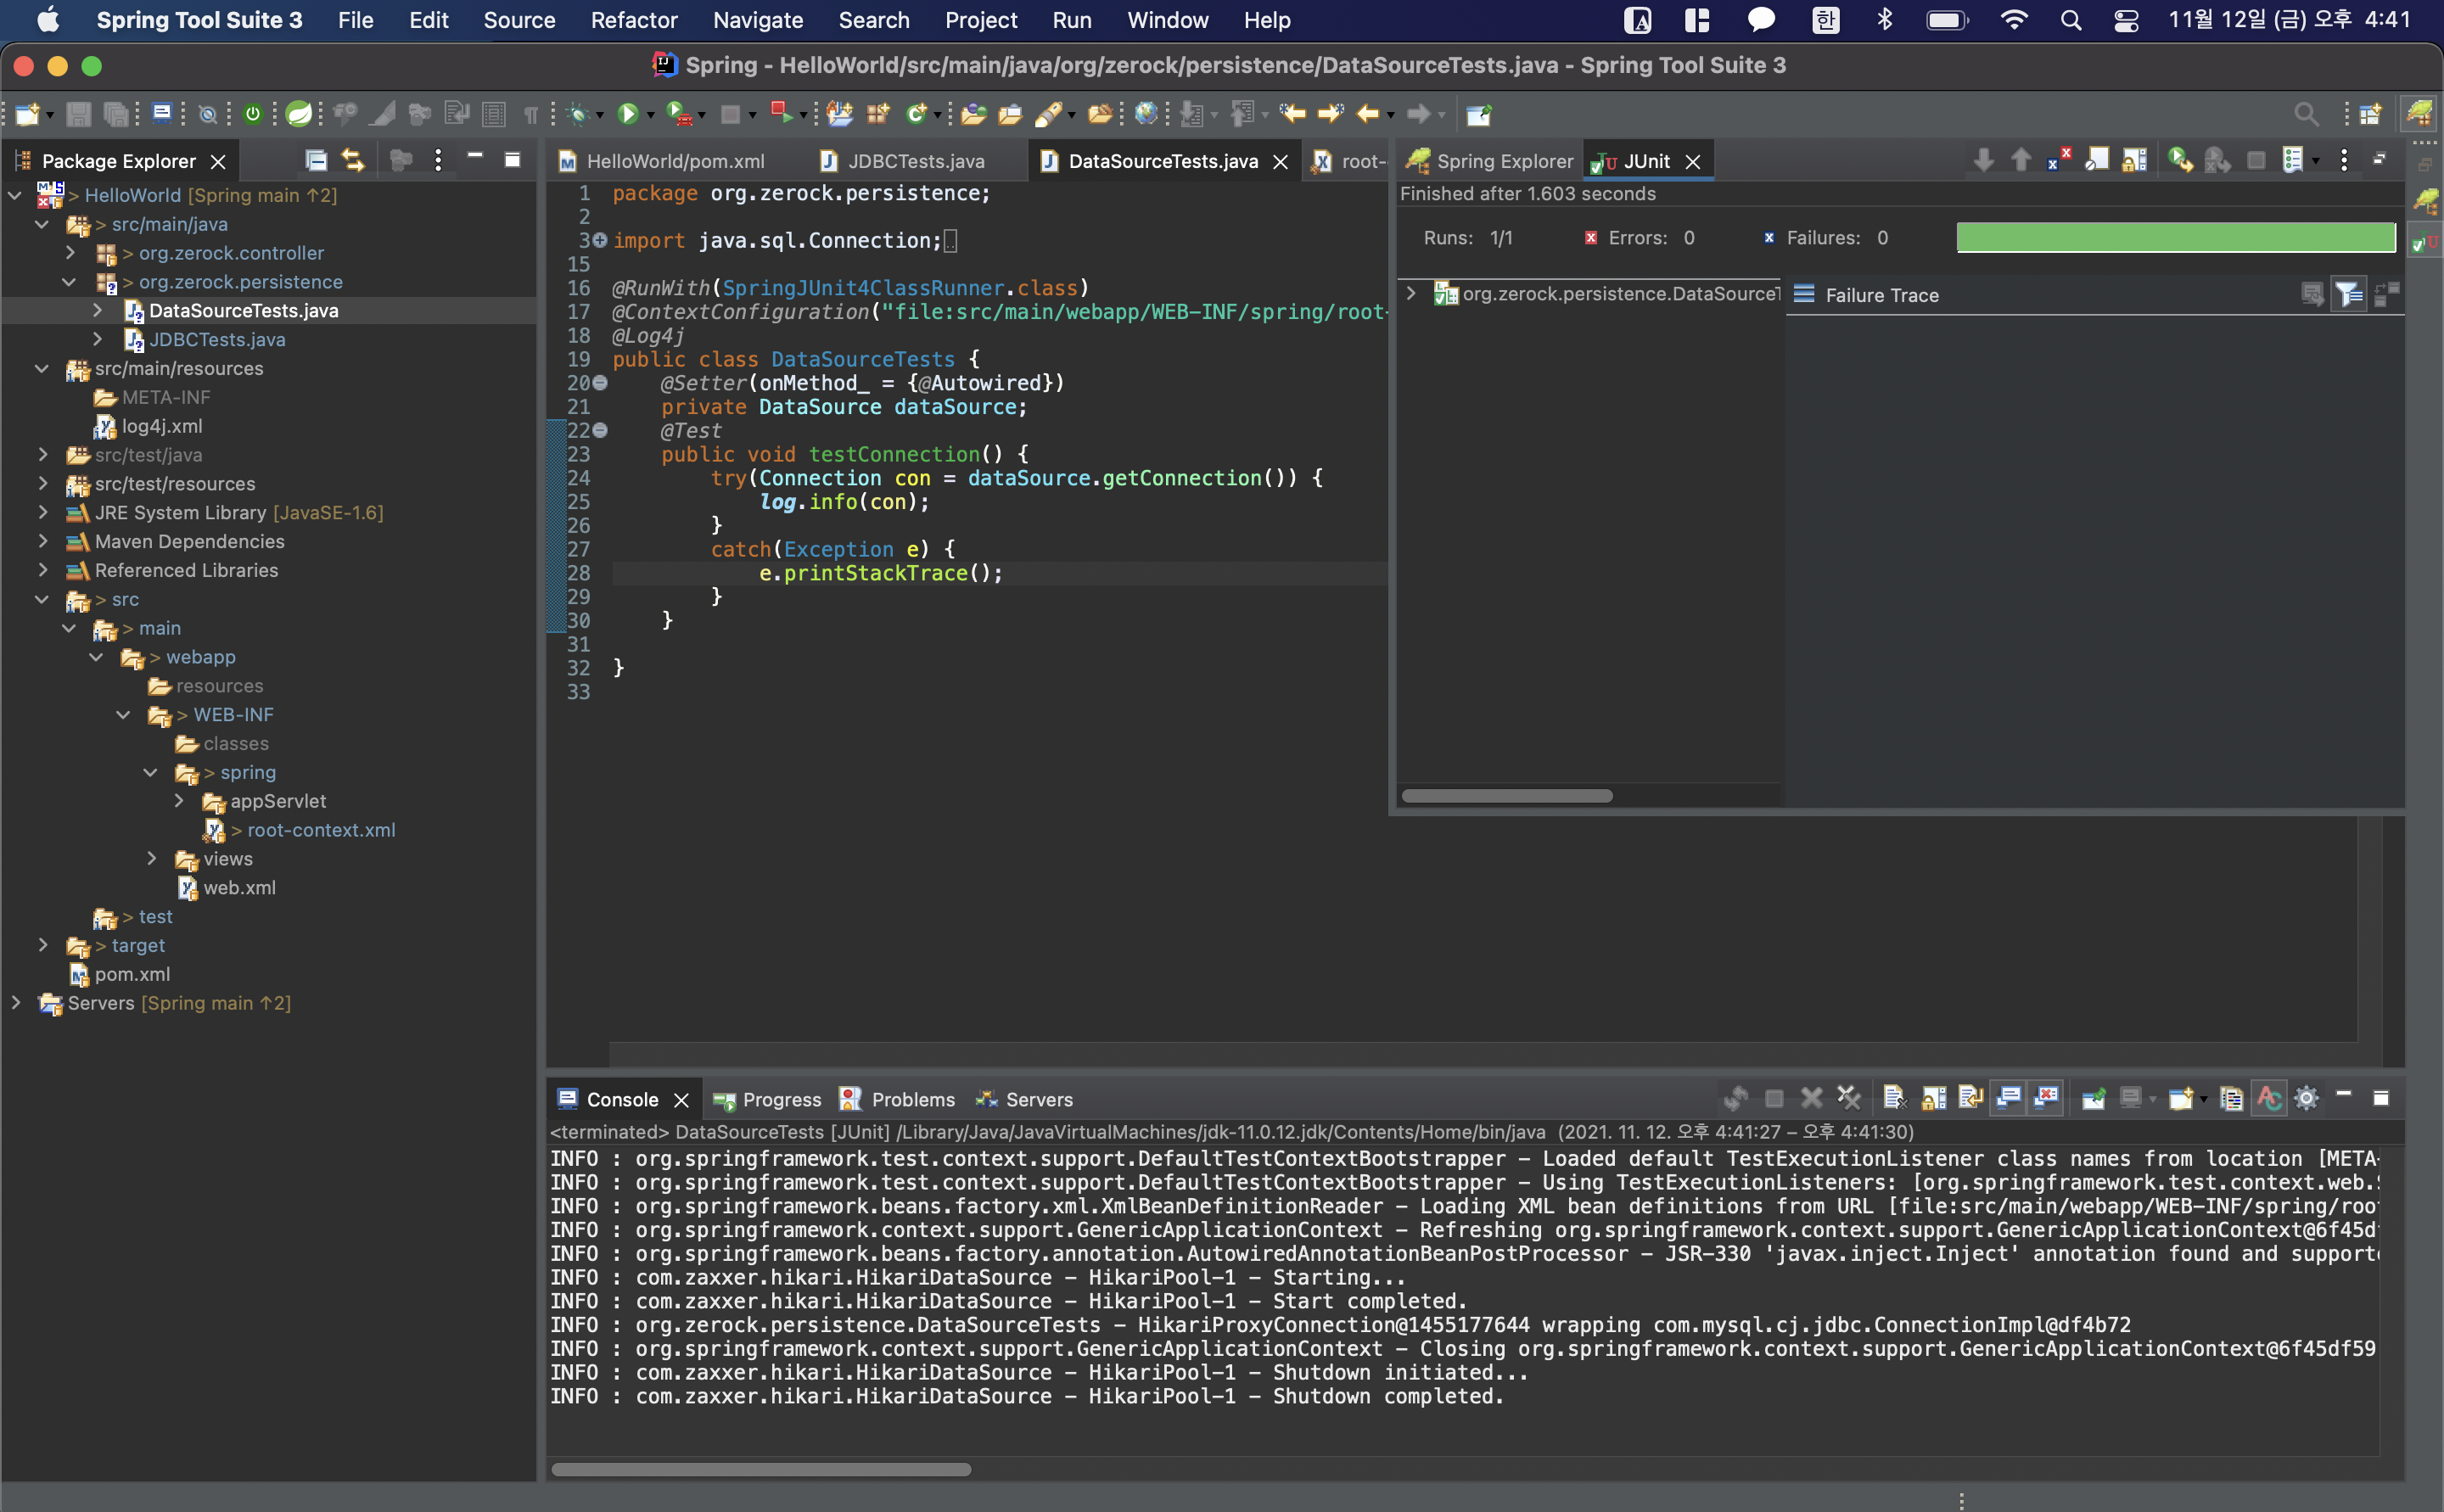 Spring Tool Suite 3 File Edit Source Refactor Navigate Search Project Run Window Help 한 11월 12일 (금) 오후 4:41
Spring - HelloWorld/src/main/java/org/zerock/persistence/DataSourceTests.java - Spring Tool Suite 3
Package Explorer
> HelloWorld [Spring main ↑2]
> src/main/java
> org.zerock.controller
> org.zerock.persistence
DataSourceTests.java
JDBCTests.java
src/main/resources
META-INF
log4j.xml
src/test/java
src/test/resources
JRE System Library [JavaSE-1.6]
Maven Dependencies
Referenced Libraries
> src
> main
> webapp
resources
> WEB-INF
classes
> spring
appServlet
> root-context.xml
views
web.xml
> test
> target
pom.xml
Servers [Spring main ↑2]
HelloWorld/pom.xml JDBCTests.java DataSourceTests.java root-
1 package org.zerock.persistence;
2
3 import java.sql.Connection;
15
16 @RunWith(SpringJUnit4ClassRunner.class)
17 @ContextConfiguration("file:src/main/webapp/WEB-INF/spring/root-
18 @Log4j
19 public class DataSourceTests {
20 @Setter(onMethod_ = {@Autowired})
21 private DataSource dataSource;
22 @Test
23 public void testConnection() {
24 try(Connection con = dataSource.getConnection()) {
25 log.info(con);
26 }
27 catch(Exception e) {
28 e.printStackTrace();
29 }
30 }
31
32 }
33
Spring Explorer JUnit
Finished after 1.603 seconds
Runs: 1/1 Errors: 0 Failures: 0
org.zerock.persistence.DataSourceT
Failure Trace
Console Progress Problems Servers
<terminated> DataSourceTests [JUnit] /Library/Java/JavaVirtualMachines/jdk-11.0.12.jdk/Contents/Home/bin/java (2021. 11. 12. 오후 4:41:27 – 오후 4:41:30)
INFO : org.springframework.test.context.support.DefaultTestContextBootstrapper - Loaded default TestExecutionListener class names from location [META-
INFO : org.springframework.test.context.support.DefaultTestContextBootstrapper - Using TestExecutionListeners: [org.springframework.test.context.web.
INFO : org.springframework.beans.factory.xml.XmlBeanDefinitionReader - Loading XML bean definitions from URL [file:src/main/webapp/WEB-INF/spring/roo
INFO : org.springframework.context.support.GenericApplicationContext - Refreshing org.springframework.context.support.GenericApplicationContext@6f45d
INFO : org.springframework.beans.factory.annotation.AutowiredAnnotationBeanPostProcessor - JSR-330 'javax.inject.Inject' annotation found and support
INFO : com.zaxxer.hikari.HikariDataSource - HikariPool-1 - Starting...
INFO : com.zaxxer.hikari.HikariDataSource - HikariPool-1 - Start completed.
INFO : org.zerock.persistence.DataSourceTests - HikariProxyConnection@1455177644 wrapping com.mysql.cj.jdbc.ConnectionImpl@df4b72
INFO : org.springframework.context.support.GenericApplicationContext - Closing org.springframework.context.support.GenericApplicationContext@6f45df59
INFO : com.zaxxer.hikari.HikariDataSource - HikariPool-1 - Shutdown initiated...
INFO : com.zaxxer.hikari.HikariDataSource - HikariPool-1 - Shutdown completed.